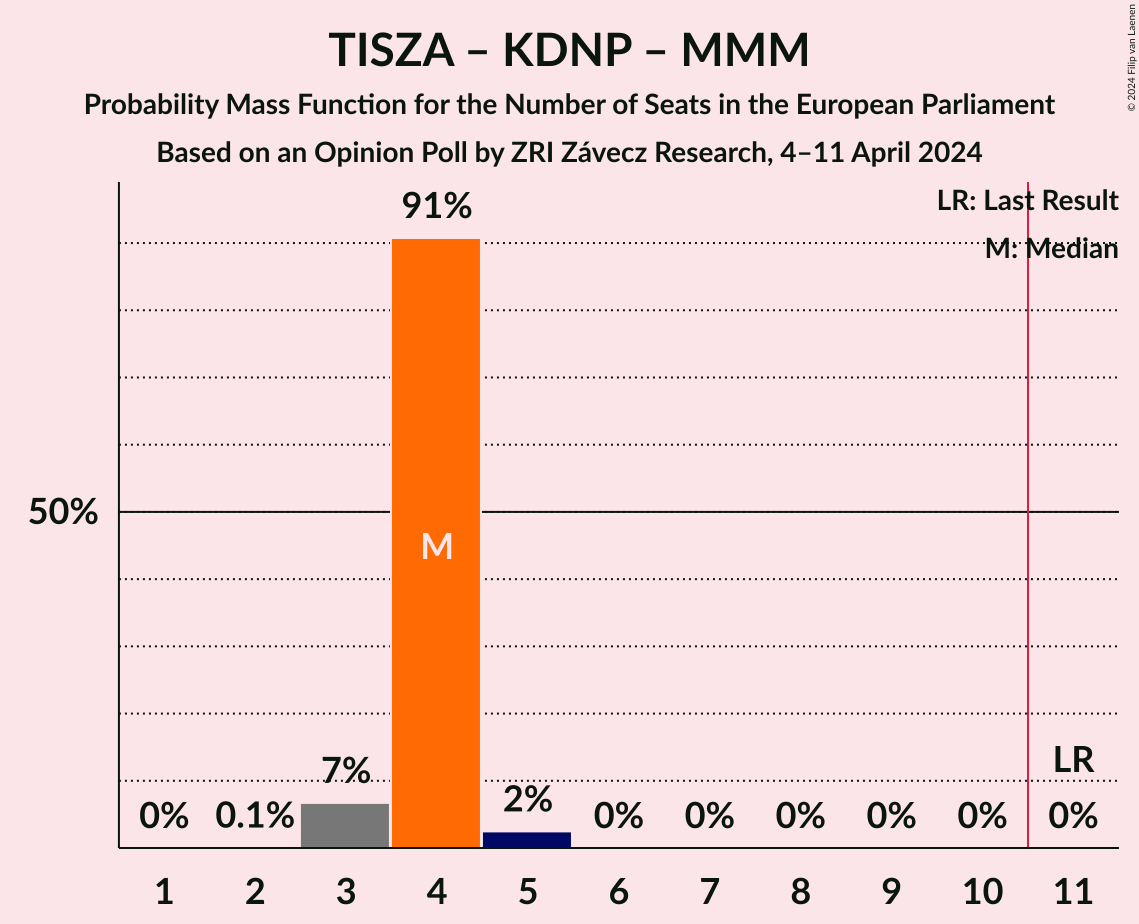 TISZA – KDNP – MMM
Probability Mass Function for the Number of Seats in the European Parliament
Based on an Opinion Poll by ZRI Závecz Research, 4–11 April 2024
© 2024 Filip van Laenen
LR: Last Result
M: Median
91%
50%
M
7%
2%
LR
0%
0.1%
0%
0%
0%
0%
0%
0%
1
2
3
4
5
6
7
8
9
10
11